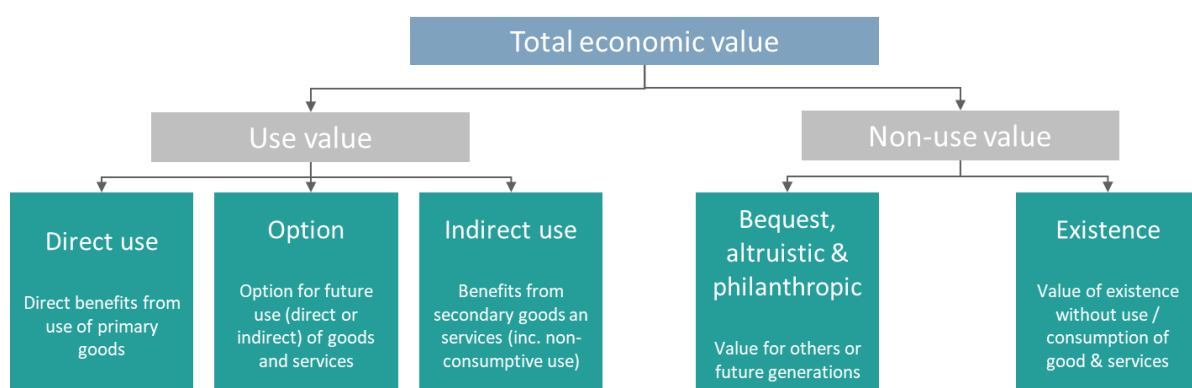 Total economic value
Use value
Non-use value
Direct use
Direct benefits from
use of primary
goods
Option
Option for future
use (direct or
indirect) of goods
and services
Indirect use
Benefits from
secondary goods an
services (inc. non-
consumptive use)
Bequest,
altruistic &
philanthropic
Value for others or
future generations
Existence
Value of existence
without use /
consumption of
good & services